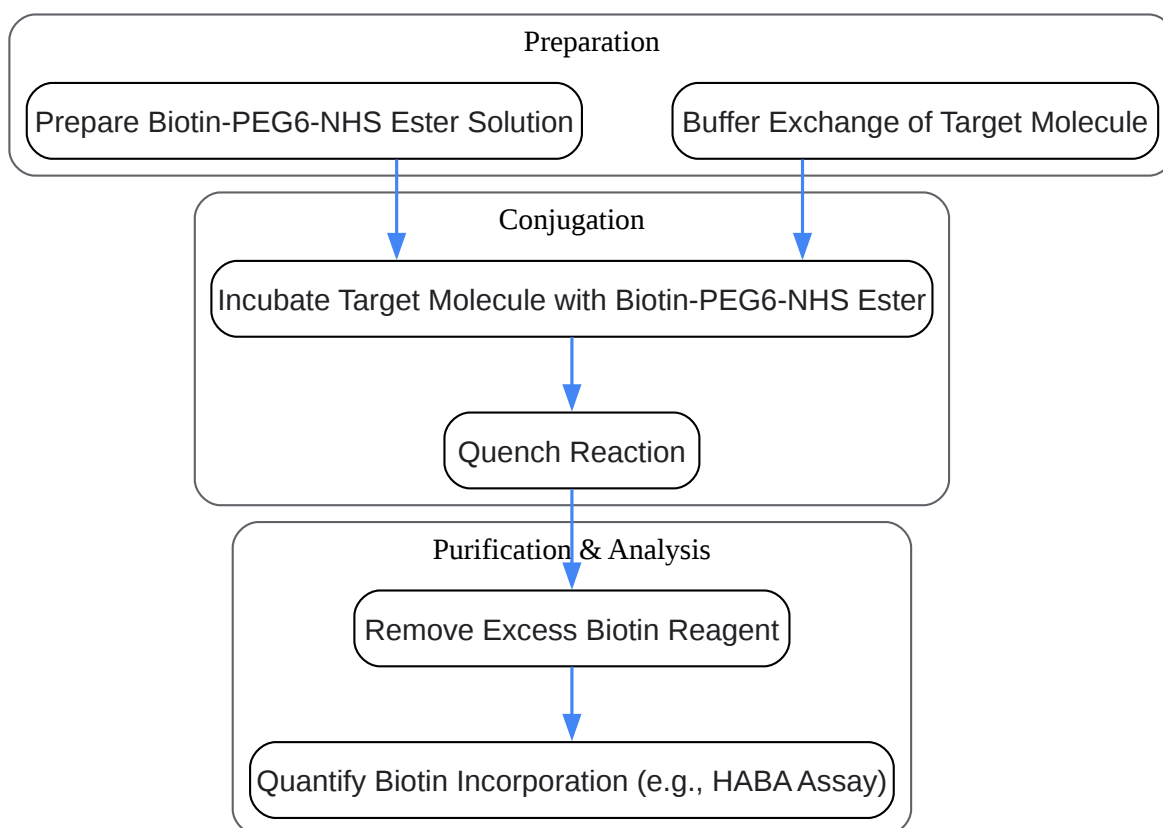 Preparation
Prepare Biotin-PEG6-NHS Ester Solution
Buffer Exchange of Target Molecule
Conjugation
Incubate Target Molecule with Biotin-PEG6-NHS Ester
Quench Reaction
Purification & Analysis
Remove Excess Biotin Reagent
Quantify Biotin Incorporation (e.g., HABA Assay)